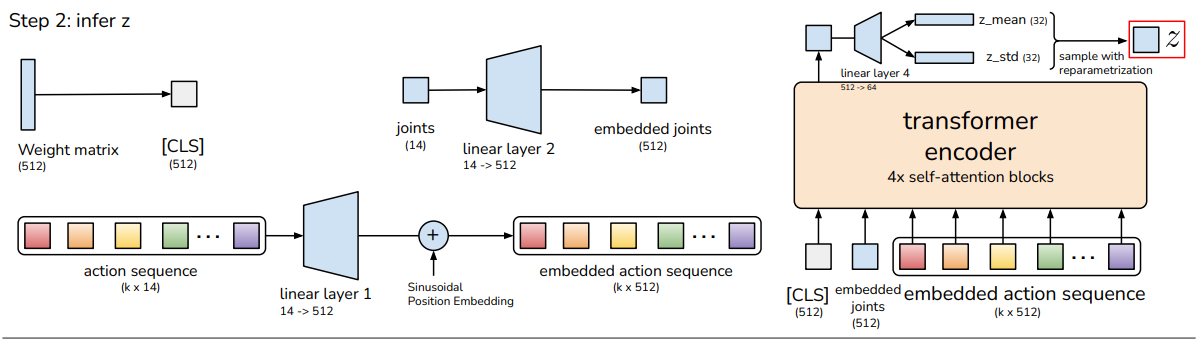 Step 2: infer z
Weight matrix
(512)
[CLS]
(512)
joints
(14)
linear layer 2
14 -> 512
embedded joints
(512)
action sequence
(k x 14)
linear layer 1
14 -> 512
+
Sinusoidal
Position Embedding
embedded action sequence
(k x 512)
z_mean (32)
z_std (32)
linear layer 4
512 -> 64
sample with
reparametrization
z
transformer
encoder
4x self-attention blocks
[CLS]
(512)
embedded
joints
(512)
embedded action sequence
(k x 512)